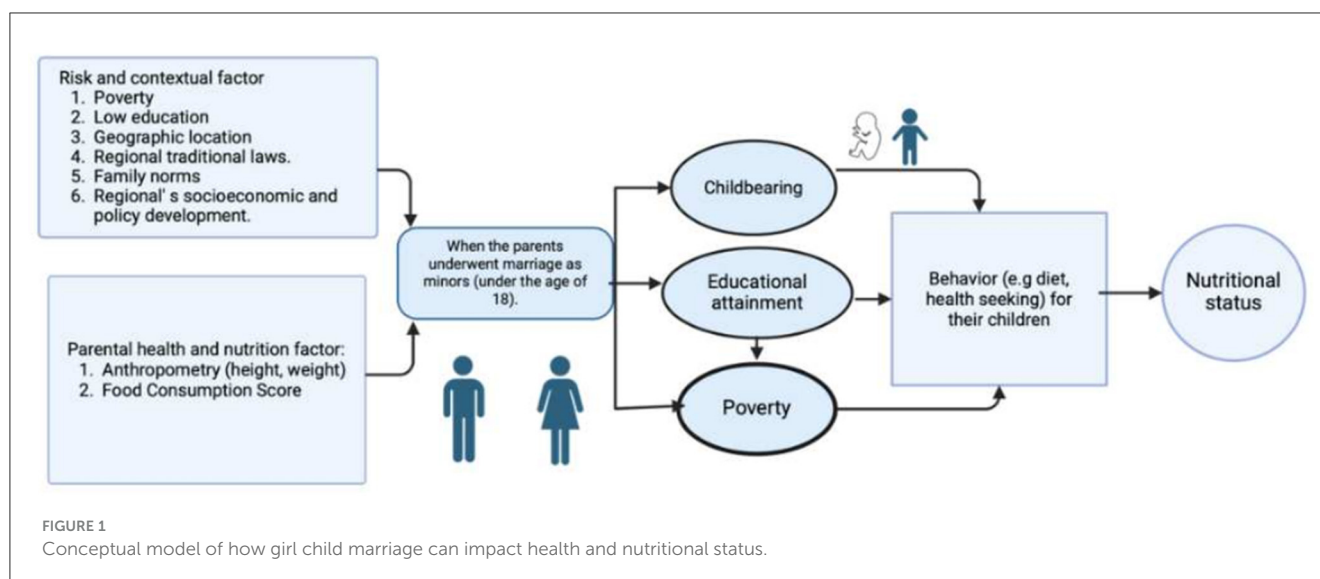 Risk and contextual factor
1. Poverty
2. Low education
3. Geographic location
4. Regional traditional laws.
5. Family norms
6. Regional' s socioeconomic and
policy development.
Parental health and nutrition factor:
1. Anthropometry (height, weight)
2. Food Consumption Score
When the parents
underwent marriage as
minors (under the age of
18).
Childbearing
Educational
attainment
Poverty
Behavior (e.g diet,
health seeking) for
their children
Nutritional
status
FIGURE 1
Conceptual model of how girl child marriage can impact health and nutritional status.